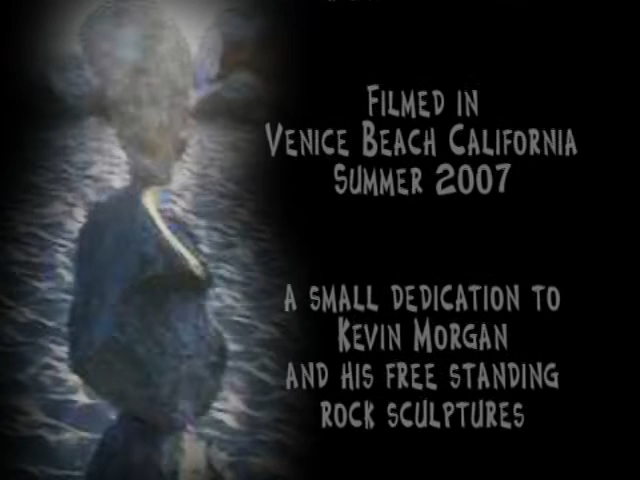 Filmed in
Venice Beach California
Summer 2007
a small dedication to
Kevin Morgan
and his free standing
rock sculptures